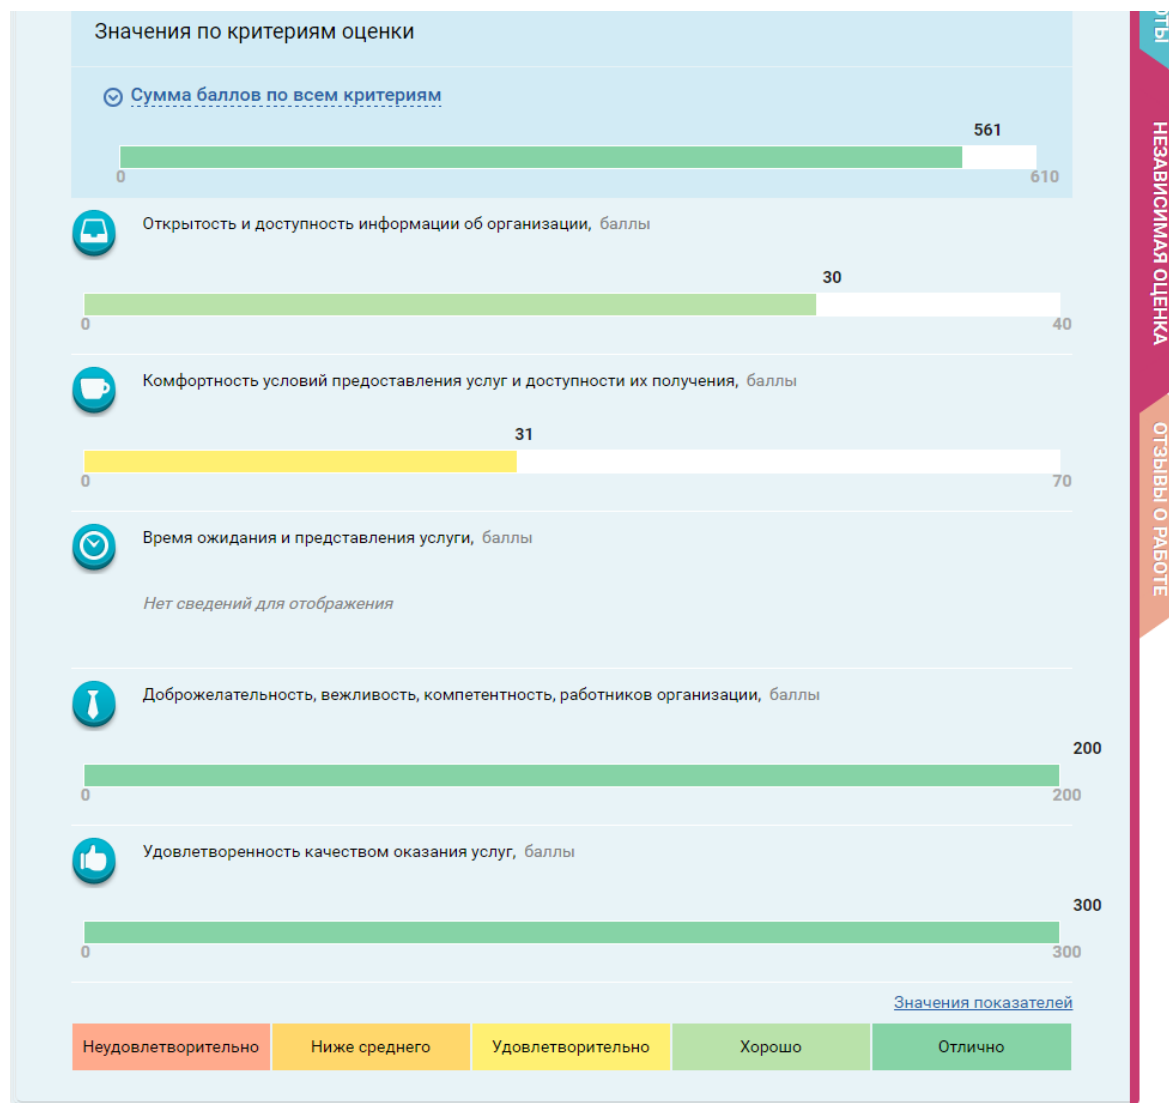 Значения по критериям оценки
Сумма баллов по всем критериям
561
0
610
Открытость и доступность информации об организации, баллы
30
0
40
Комфортность условий предоставления услуг и доступности их получения, баллы
31
0
70
Время ожидания и представления услуги, баллы
Нет сведений для отображения
Доброжелательность, вежливость, компетентность, работников организации, баллы
200
0
200
Удовлетворенность качеством оказания услуг, баллы
300
0
300
Значения показателей
Неудовлетворительно
Ниже среднего
Удовлетворительно
Хорошо
Отлично
НЕЗАВИСИМАЯ ОЦЕНКА
ОТЗЫВЫ О РАБОТЕ